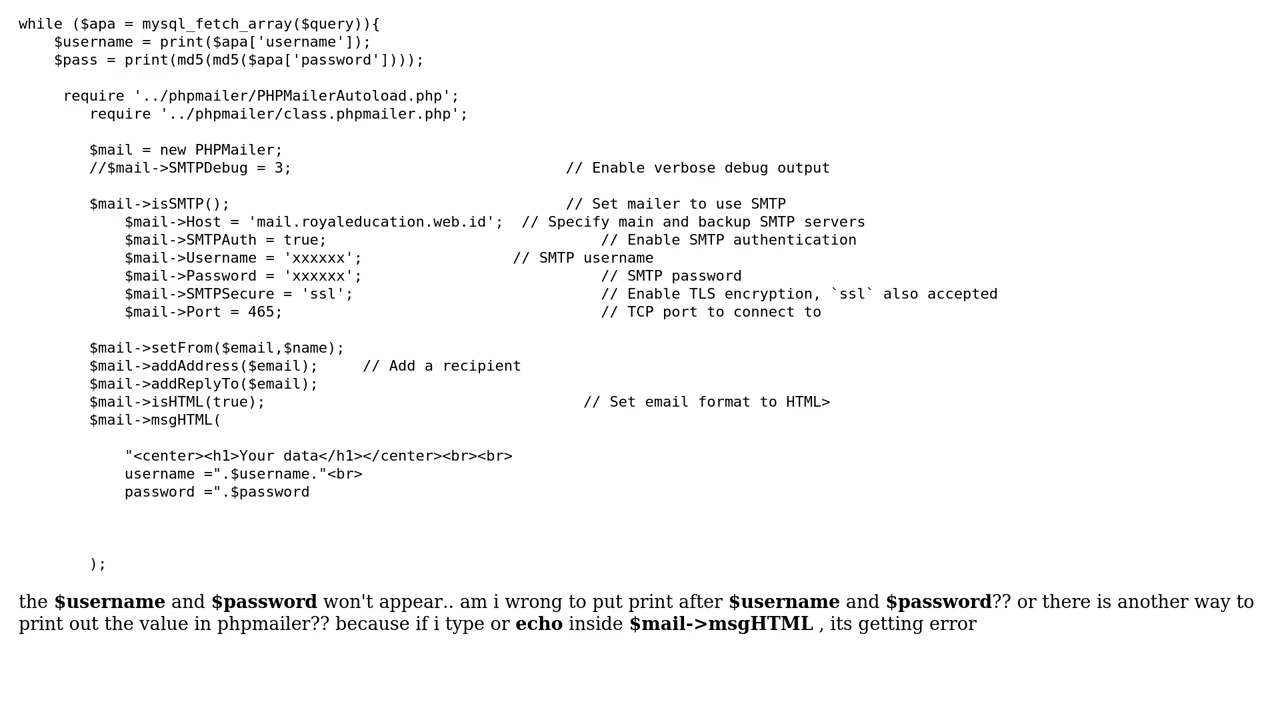 while ($apa = mysql_fetch_array($query)){
    $username = print($apa['username']);
    $pass = print(md5(md5($apa['password'])));
     require '../phpmailer/PHPMailerAutoload.php';
        require '../phpmailer/class.phpmailer.php';
        $mail = new PHPMailer;
        //$mail->SMTPDebug = 3;                               // Enable verbose debug output
        $mail->isSMTP();                                      // Set mailer to use SMTP
            $mail->Host = 'mail.royaleducation.web.id';  // Specify main and backup SMTP servers
            $mail->SMTPAuth = true;                               // Enable SMTP authentication
            $mail->Username = 'xxxxxx';                 // SMTP username
            $mail->Password = 'xxxxxx';                           // SMTP password
            $mail->SMTPSecure = 'ssl';                            // Enable TLS encryption, `ssl` also accepted
            $mail->Port = 465;                                    // TCP port to connect to
        $mail->setFrom($email,$name);
        $mail->addAddress($email);     // Add a recipient
        $mail->addReplyTo($email);
        $mail->isHTML(true);                                    // Set email format to HTML>
        $mail->msgHTML(
            "<center><h1>Your data</h1></center><br><br>
            username =".$username."<br>
            password =".$password
        );
the $username and $password won't appear.. am i wrong to put print after $username and $password?? or there is another way to
print out the value in phpmailer?? because if i type or echo inside $mail->msgHTML , its getting error